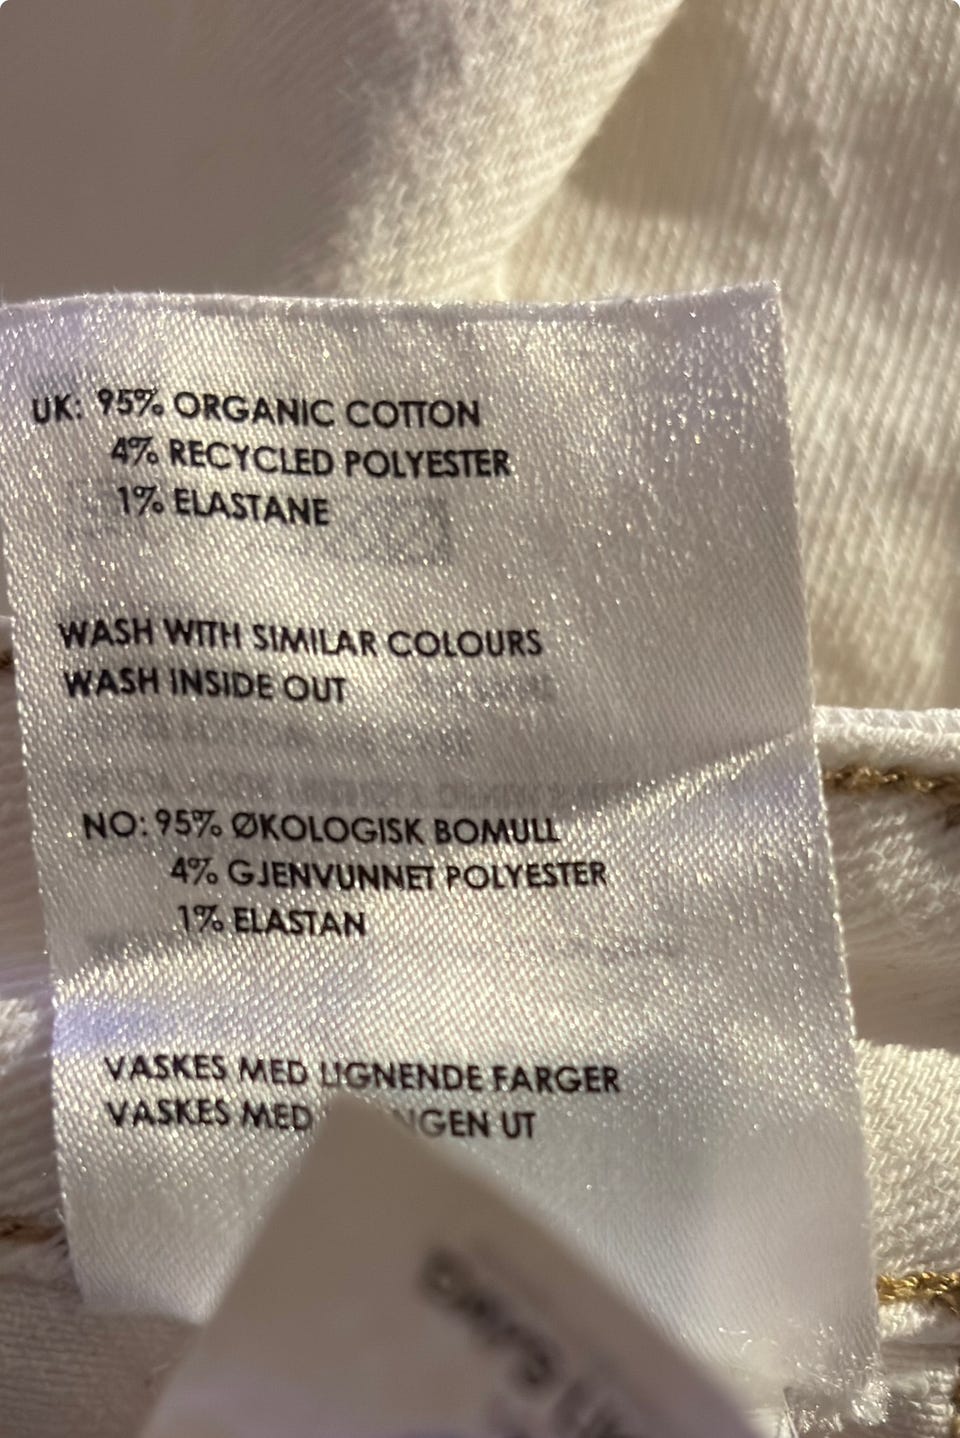 UK: 95% ORGANIC COTTON
4% RECYCLED POLYESTER
1% ELASTANE
WASH WITH SIMILAR COLOURS
WASH INSIDE OUT
NO: 95% ØKOLOGISK BOMULL
4% GJENVUNNET POLYESTER
1% ELASTAN
VASKES MED LIGNENDE FARGER
VASKES MED UT